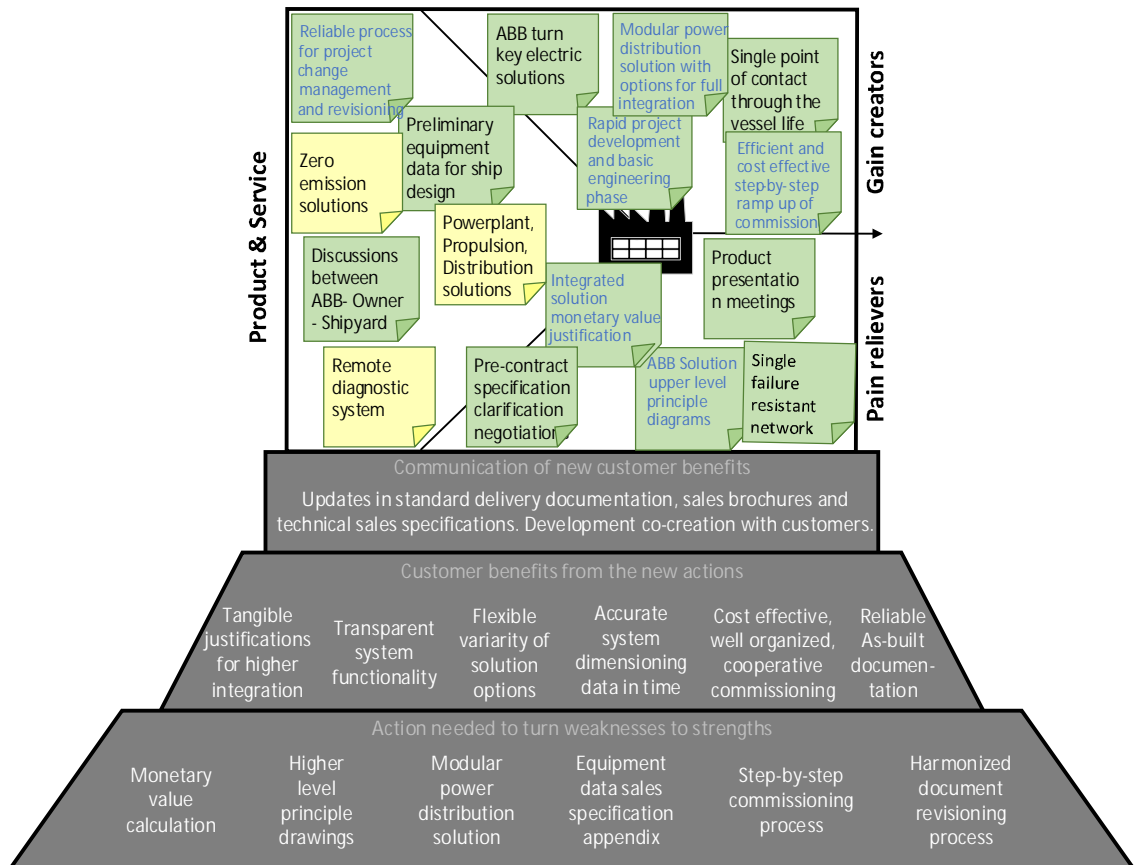 Reliable process
for project
change
management
and revisioning
ABB turn
key electric
solutions
Modular power
distribution
solution with
options for full
integration
Single point
of contact
through the
vessel life
Preliminary
equipment
data for ship
design
Rapid project
development
and basic
engineering
phase
Efficient and
cost effective
step-by-step
ramp up of
commission
Zero
emission
solutions
Powerplant,
Propulsion,
Distribution
solutions
Discussions
between
ABB- Owner
- Shipyard
Integrated
solution
monetary value
justification
Product
presentatio
n meetings
Remote
diagnostic
system
Pre-contract
specification
clarification
negotiations
ABB Solution
upper level
principle
diagrams
Single
failure
resistant
network
Product & Service
Gain creators
Pain relievers
Communication of new customer benefits
Updates in standard delivery documentation, sales brochures and
technical sales specifications. Development co-creation with customers.
Customer benefits from the new actions
Tangible
justifications
for higher
integration
Transparent
system
functionality
Flexible
variarity of
solution
options
Accurate
system
dimensioning
data in time
Cost effective,
well organized,
cooperative
commissioning
Reliable
As-built
documen-
tation
Action needed to turn weaknesses to strengths
Monetary
value
calculation
Higher
level
principle
drawings
Modular
power
distribution
solution
Equipment
data sales
specification
appendix
Step-by-step
commissioning
process
Harmonized
document
revisioning
process